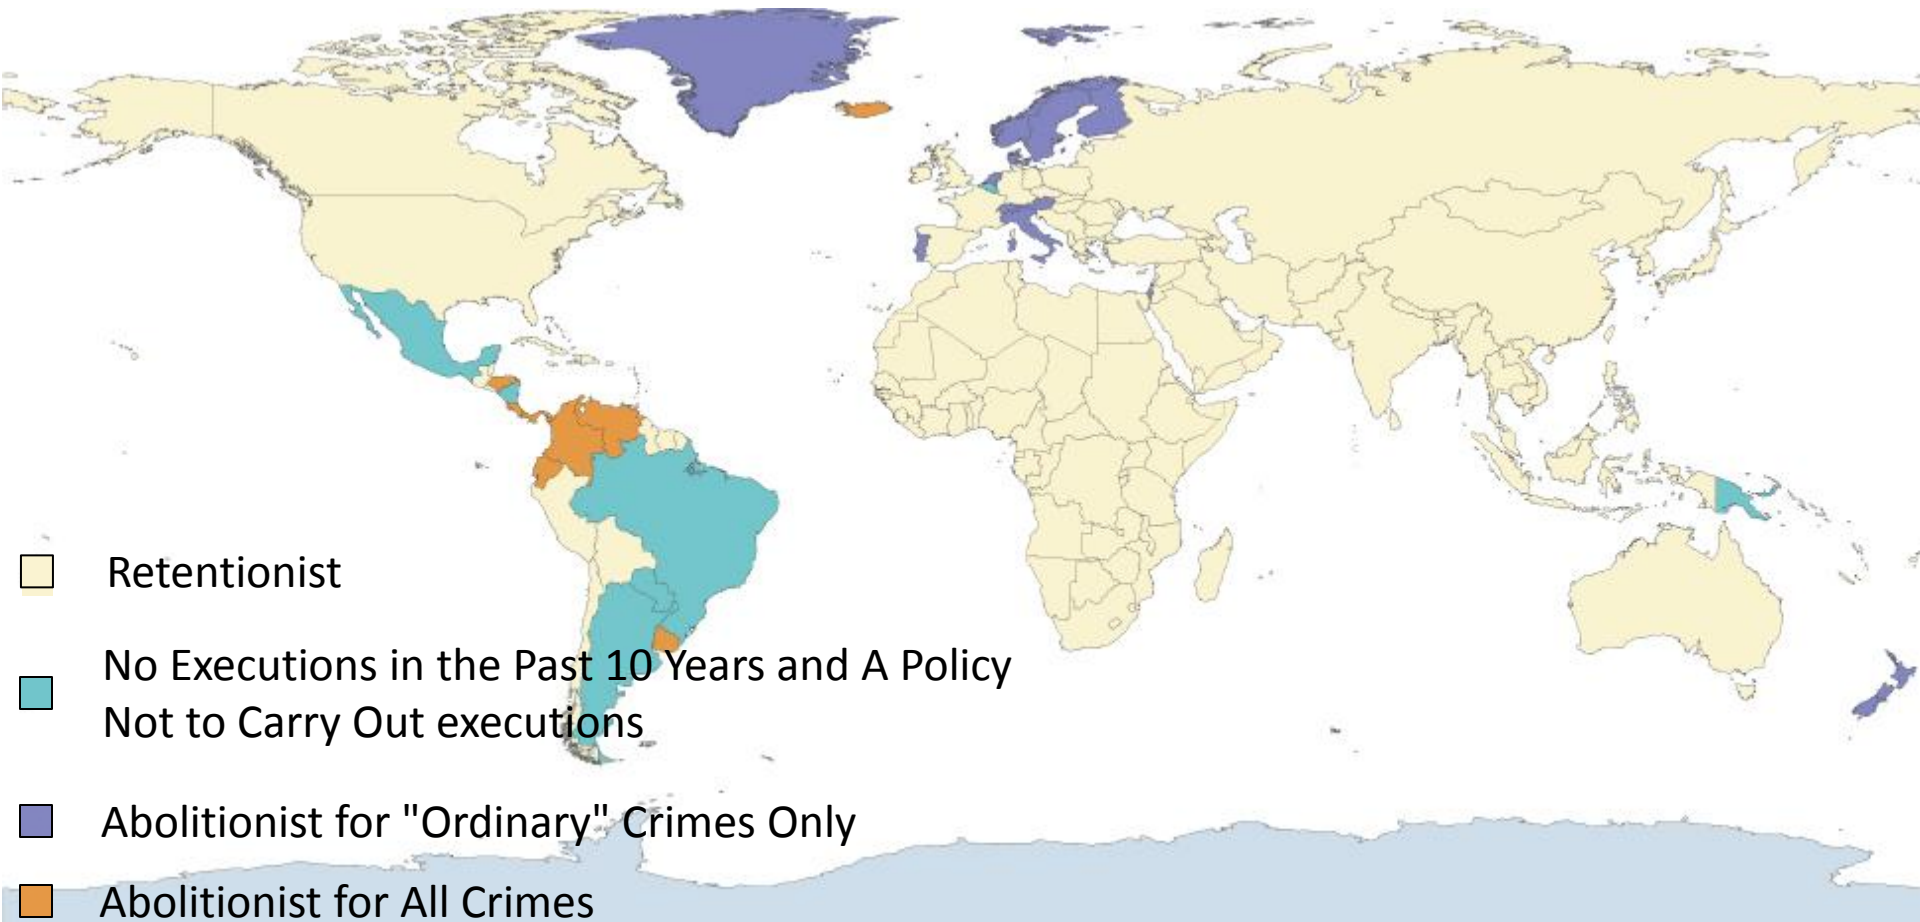 Retentionist
No Executions in the Past 10 Years and A Policy
Not to Carry Out executions
Abolitionist for "Ordinary" Crimes Only
Abolitionist for All Crimes